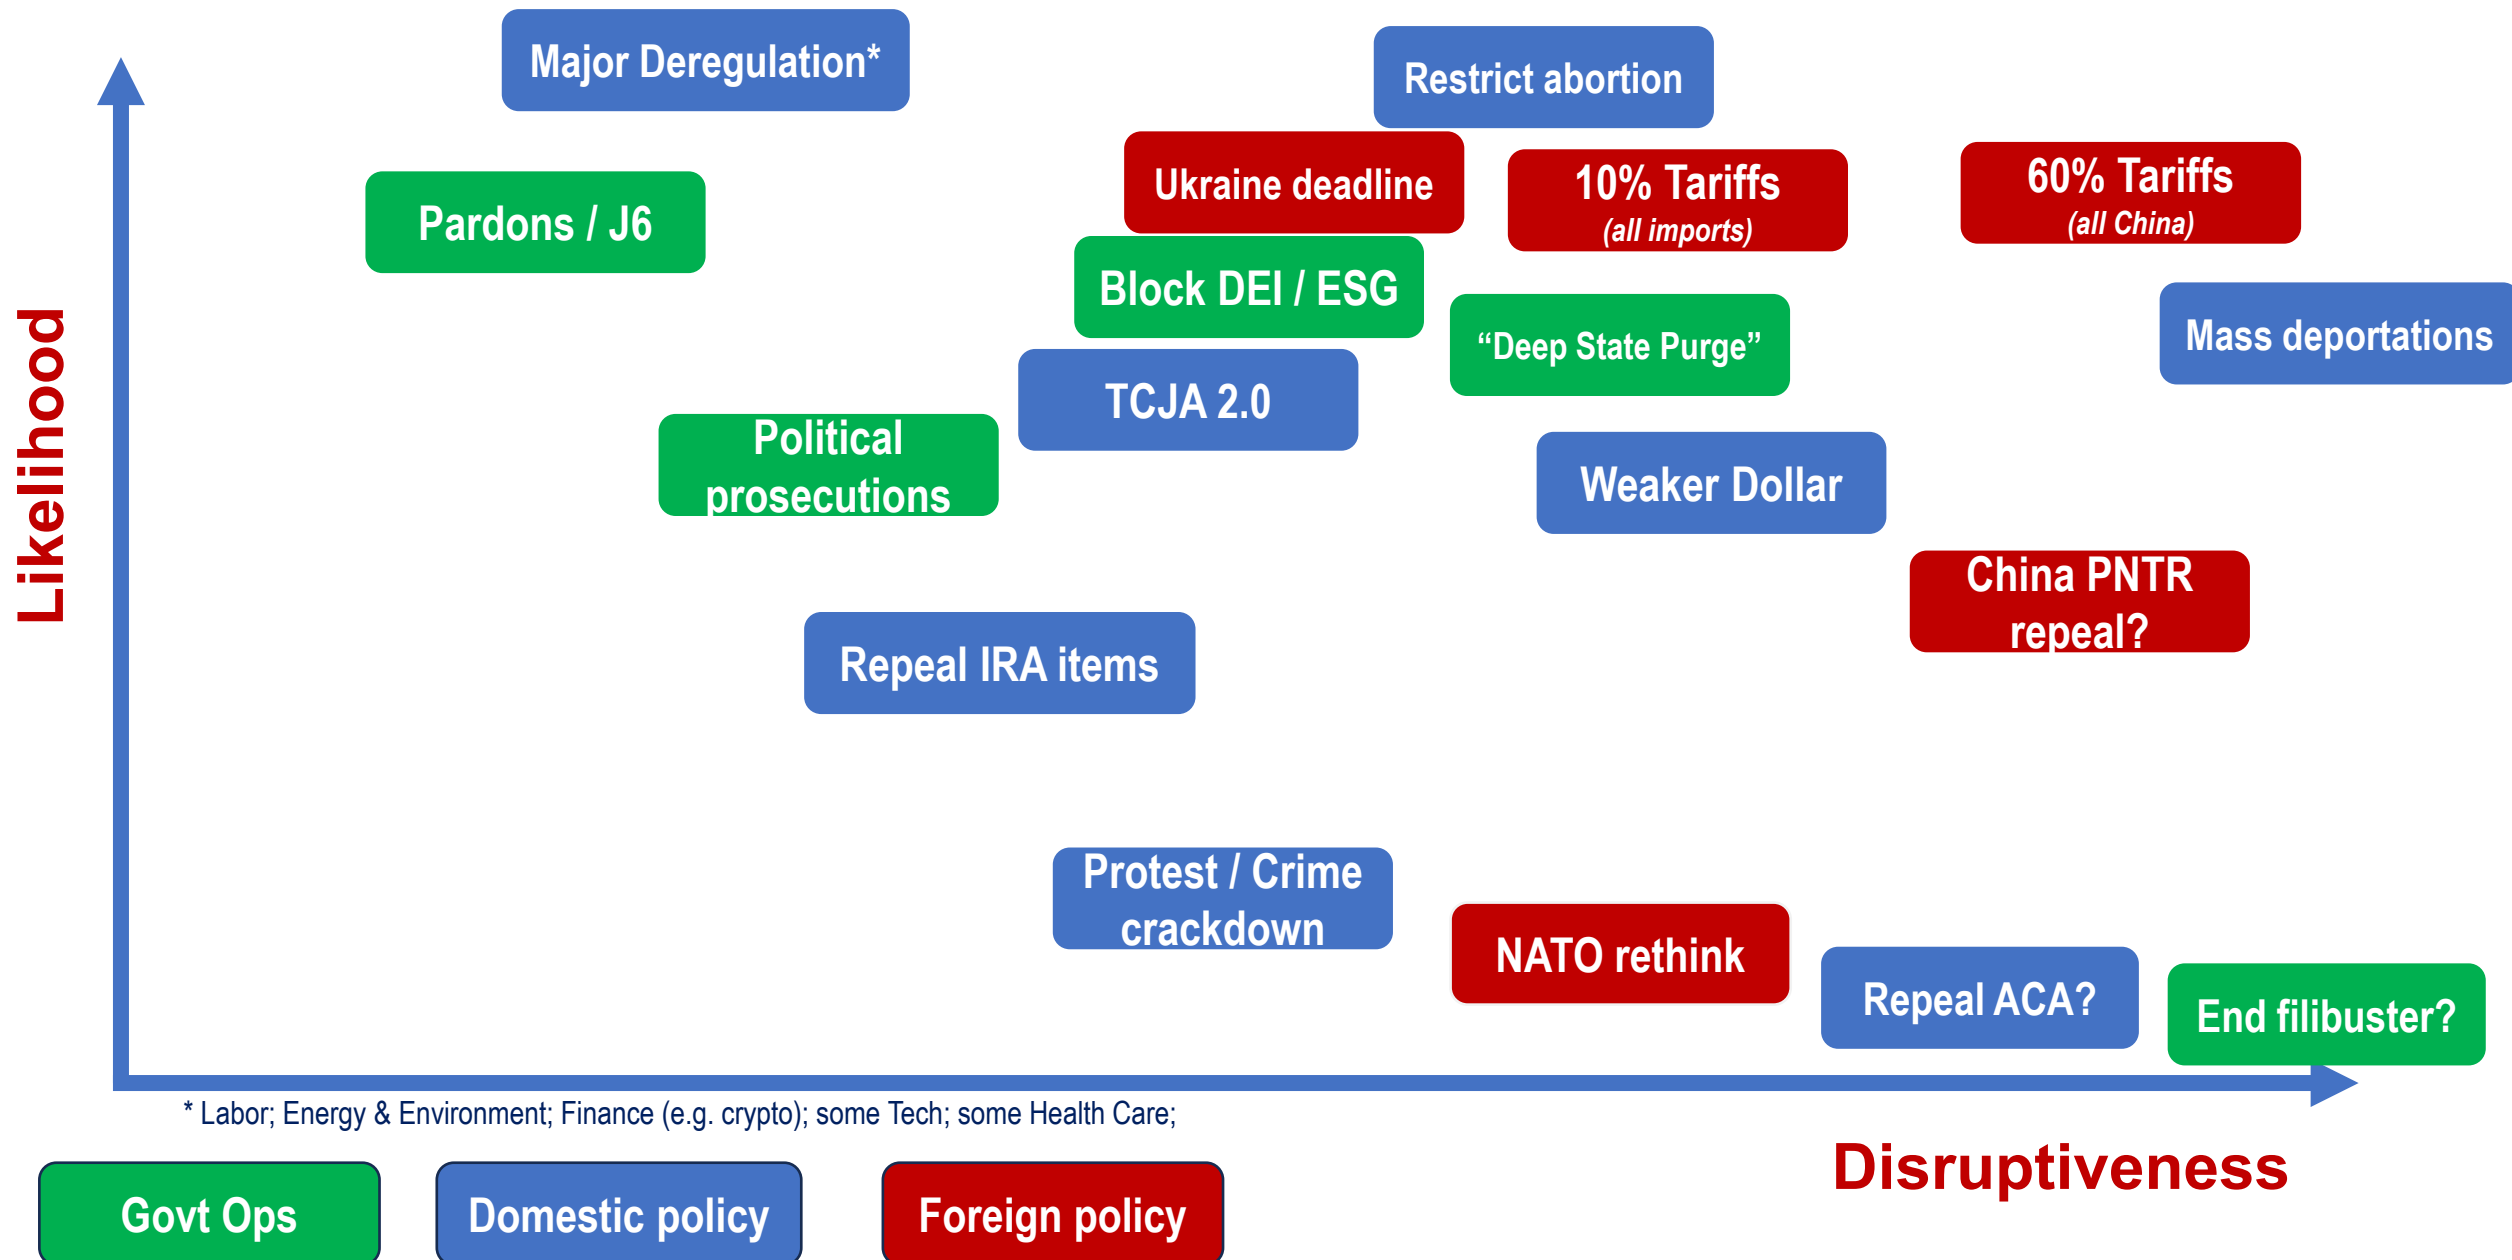 Major Deregulation*
Restrict abortion
Ukraine deadline
10% Tariffs
(all imports)
60% Tariffs
(all China)
Pardons / J6
Block DEI / ESG
“Deep State Purge”
Mass deportations
TCJA 2.0
Political
prosecutions
Weaker Dollar
China PNTR
repeal?
Likelihood
Repeal IRA items
Protest / Crime
crackdown
NATO rethink
Repeal ACA?
End filibuster?
* Labor; Energy & Environment; Finance (e.g. crypto); some Tech; some Health Care;
Disruptiveness
Govt Ops
Domestic policy
Foreign policy